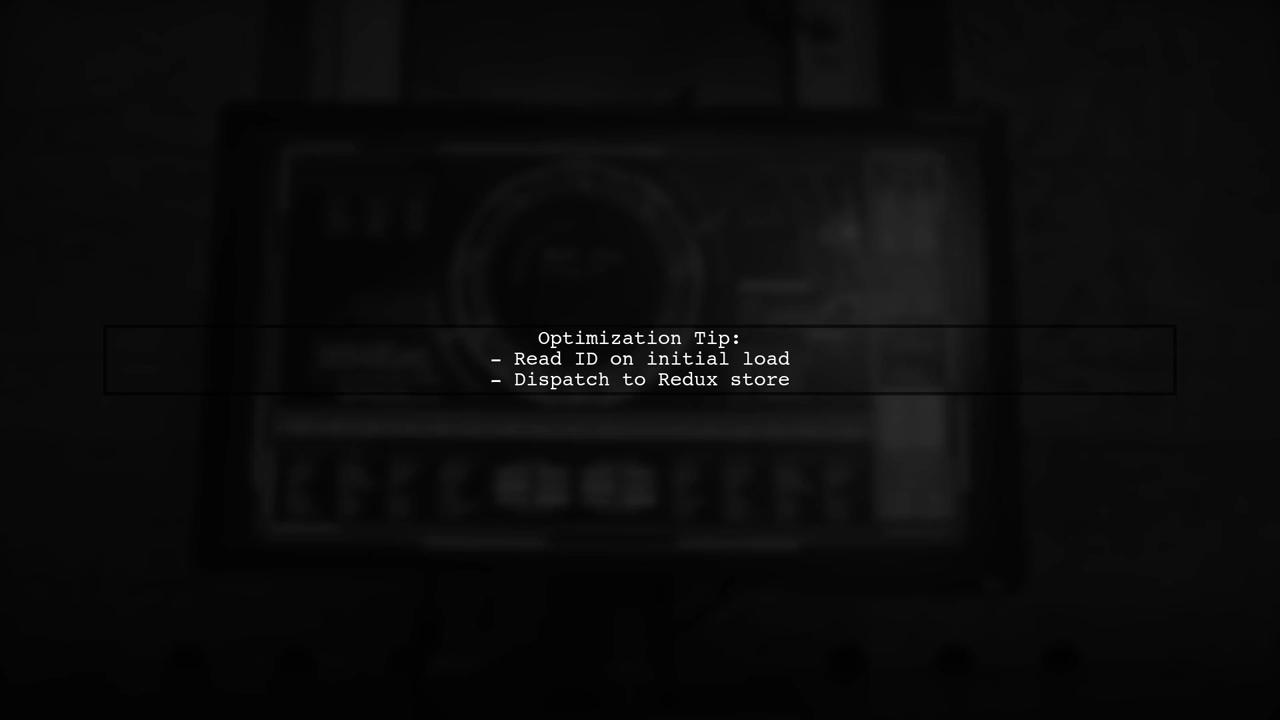 Optimization Tip:
– Read ID on initial load
– Dispatch to Redux store